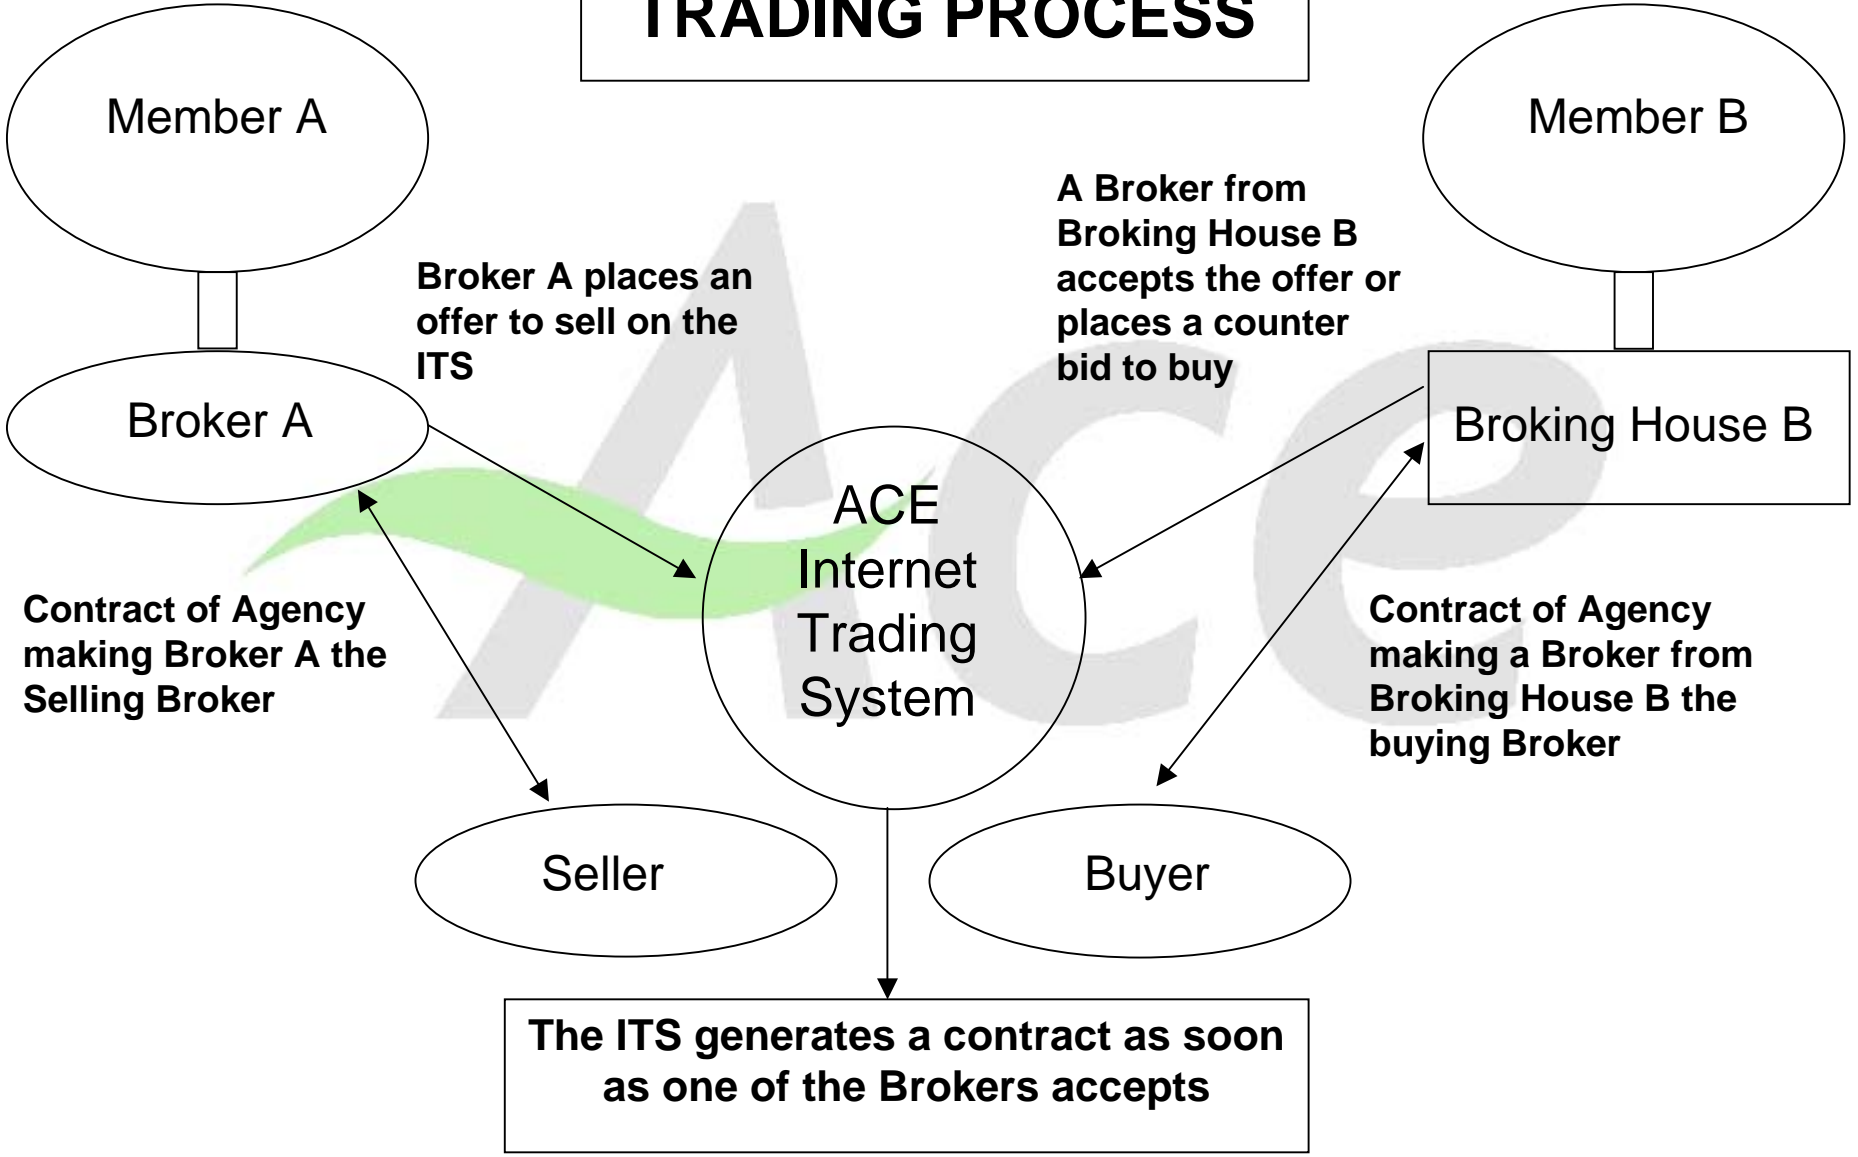 TRADING PROCESS
Member A
Member B
A Broker from
Broking House B
accepts the offer or
places a counter
bid to buy
Broker A places an
offer to sell on the
ITS
Broker A
Broking House B
ACE
Internet
Trading
System
Contract of Agency
making Broker A the
Selling Broker
Contract of Agency
making a Broker from
Broking House B the
buying Broker
Seller
Buyer
The ITS generates a contract as soon
as one of the Brokers accepts
Ace